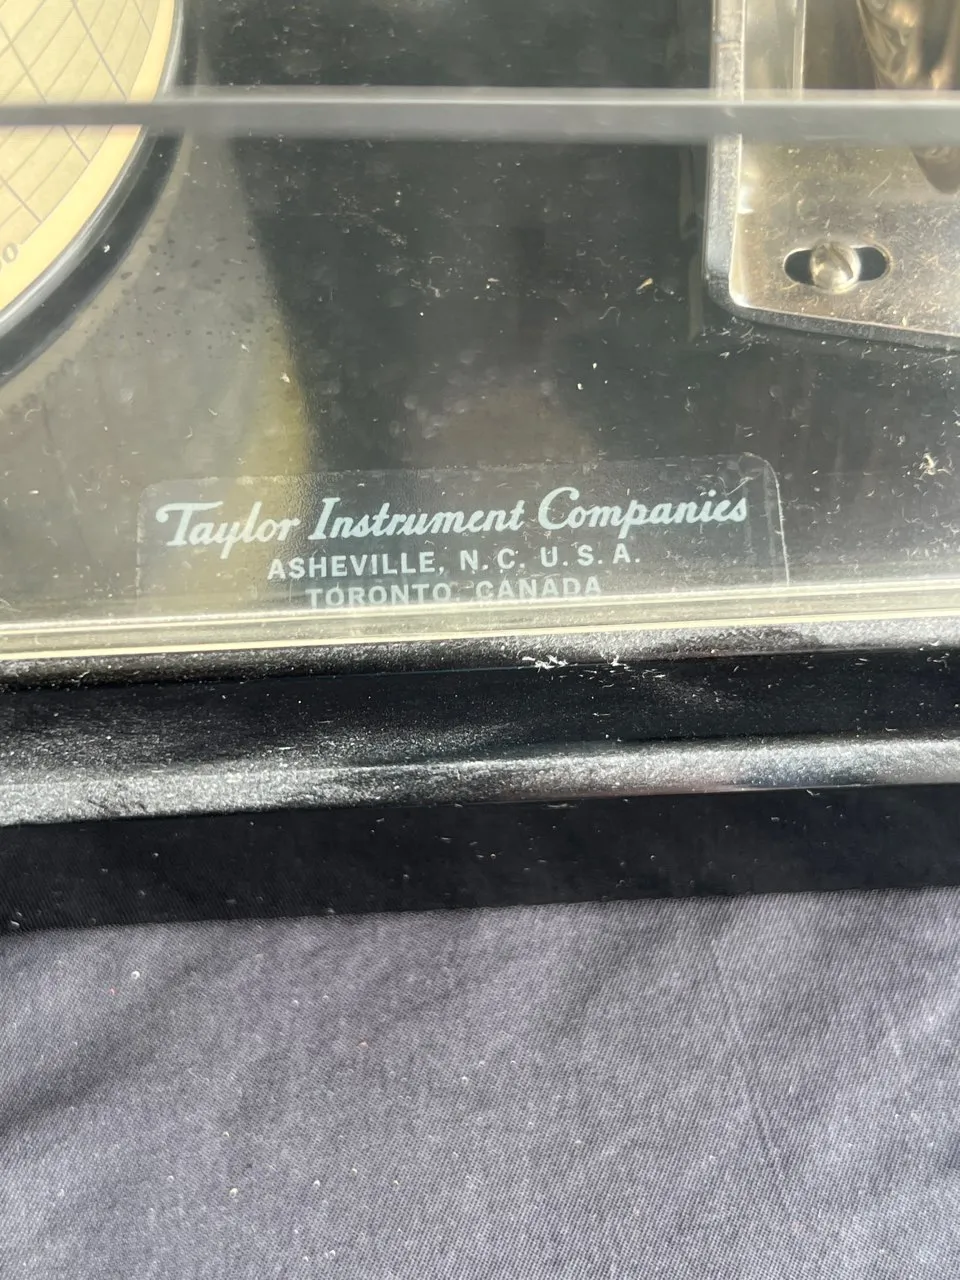 Taylor Instrument Companies
ASHEVILLE, N.C. U.S.A.
TORONTO, CANADA